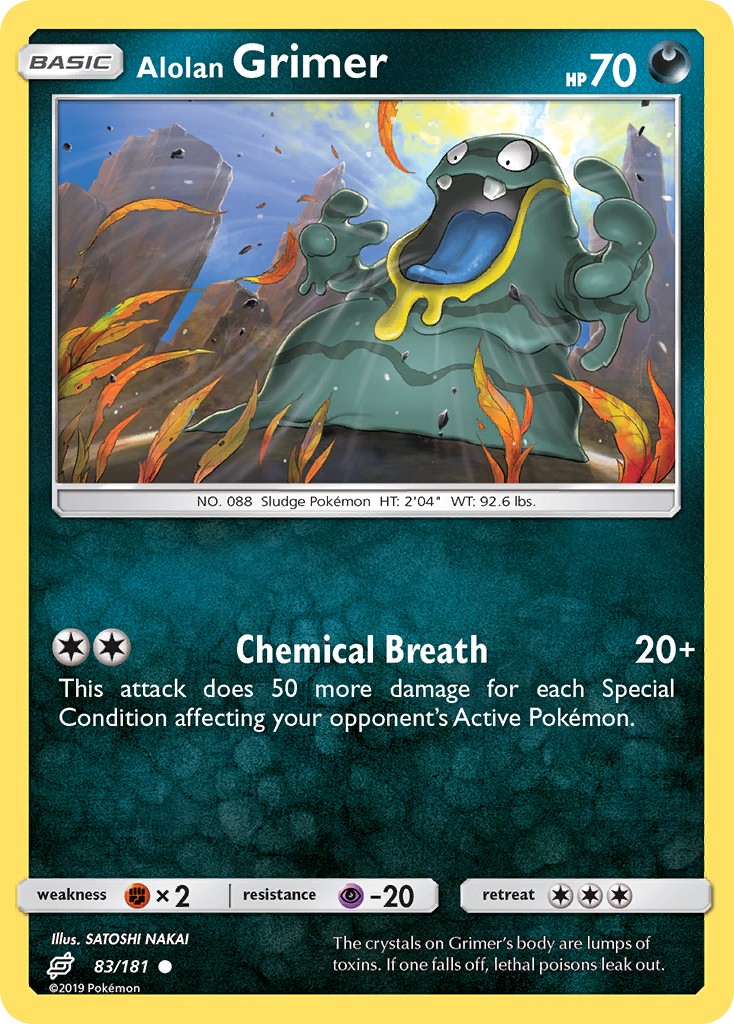 BASIC Alolan Grimer HP 70
NO. 088 Sludge Pokémon HT: 2'04" WT: 92.6 lbs.
Chemical Breath 20+
This attack does 50 more damage for each Special
Condition affecting your opponent's Active Pokémon.
weakness ×2 resistance -20 retreat
Illus. SATOSHI NAKAI
83/181
©2019 Pokémon
The crystals on Grimer's body are lumps of
toxins. If one falls off, lethal poisons leak out.